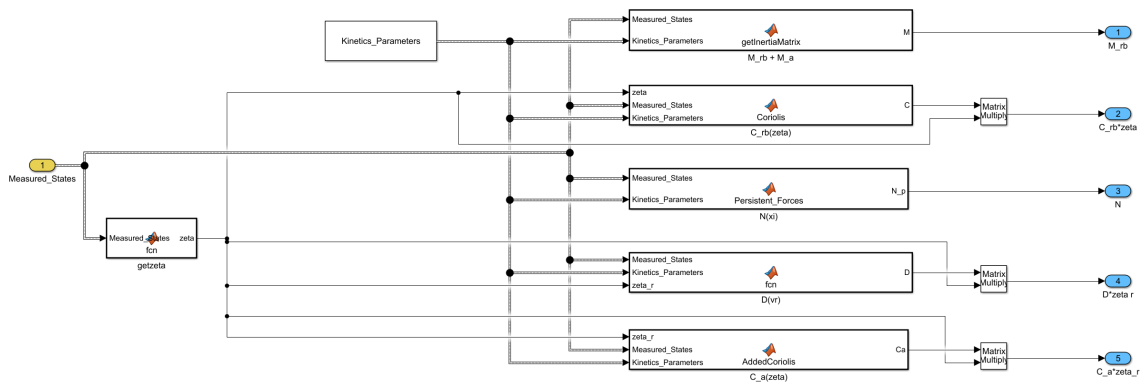 Kinetics_Parameters
Measured_States
Kinetics_Parameters
getInertiaMatrix
M
M_rb + M_a
1
M_rb
zeta
Measured_States
Kinetics_Parameters
Coriolis
C
C_rb(zeta)
Matrix
Multiply
2
C_rb*zeta
1
Measured_States
Measured_States
Kinetics_Parameters
Persistent_Forces
N_p
N(xi)
3
N
Measured_States
zeta
fcn
getzeta
Measured_States
Kinetics_Parameters
zeta_r
fcn
D
D(vr)
Matrix
Multiply
4
D*zeta r
zeta_r
Measured_States
Kinetics_Parameters
AddedCoriolis
Ca
C_a(zeta)
Matrix
Multiply
5
C_a*zeta_r